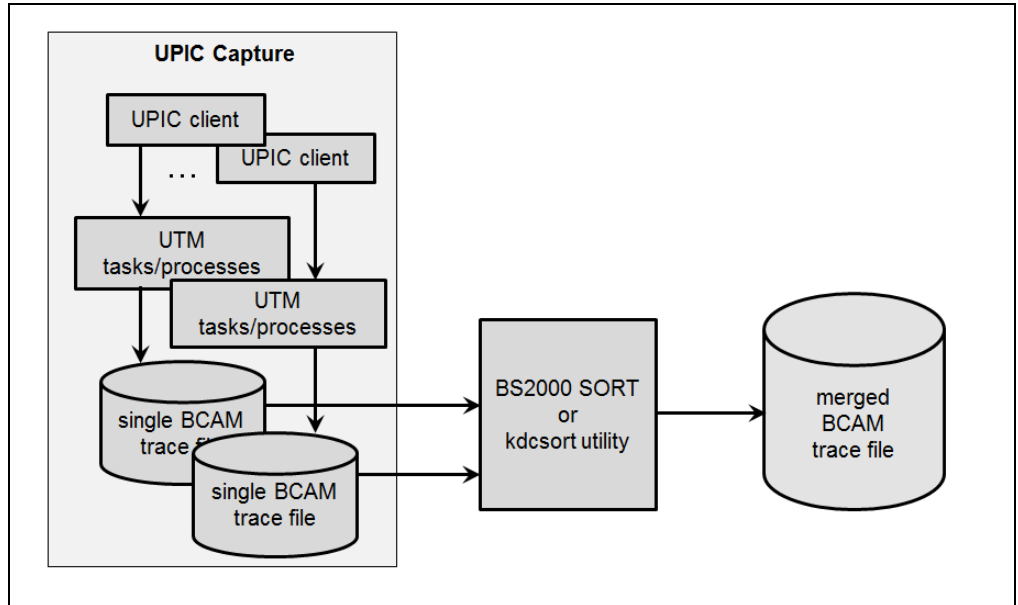 UPIC Capture
UPIC client
UPIC client
...
UTM
tasks/processes
UTM
tasks/processes
single BCAM
trace fi
single BCAM
trace file
BS2000 SORT
or
kdcsort utility
merged
BCAM
trace file